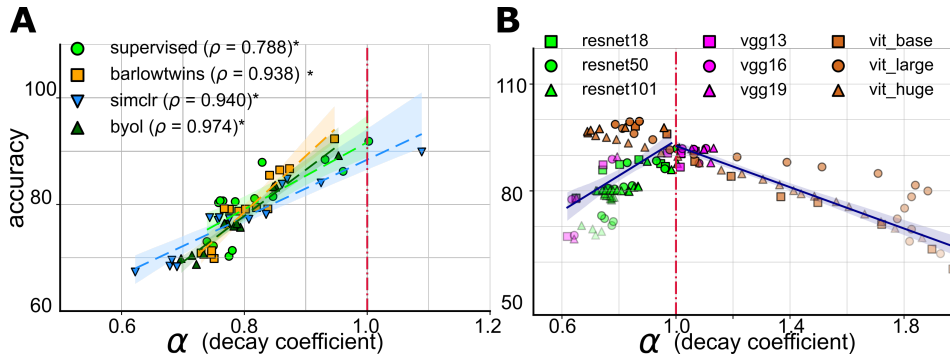 A
supervised (ρ = 0.788)*
barlowtwins (ρ = 0.938) *
simclr (ρ = 0.940)*
byol (ρ = 0.974)*
accuracy
100
80
60
0.6
0.8
1.0
1.2
α (decay coefficient)
B
resnet18
vgg13
vit_base
resnet50
vgg16
vit_large
resnet101
vgg19
vit_huge
110
80
50
0.6
1.0
1.4
1.8
α (decay coefficient)